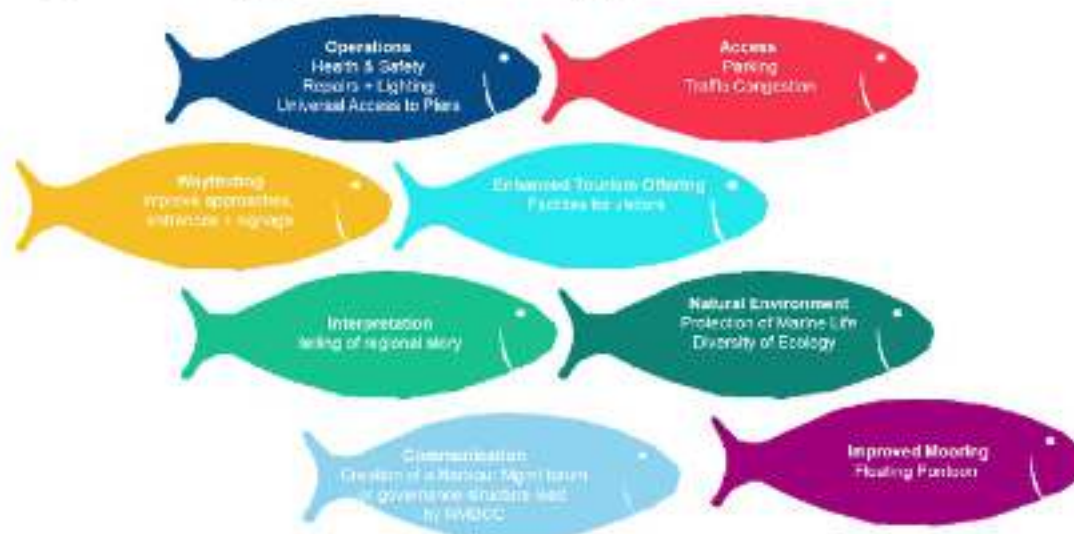 Operations
Health & Safety
Repairs + Lighting
Universal Access to Piers
Access
Parking
Traffic Congestion
Wayfinding
Improve approaches,
entrances + signage
Enhanced Tourism Offering
Facilities for visitors
Interpretation
telling of regional story
Natural Environment
Protection of Marine Life
Diversity of Ecology
Communication
Creation of a Harbour Mgmt forum
or governance structure lead
by NMDDC
Improved Mooring
Floating Pontoon